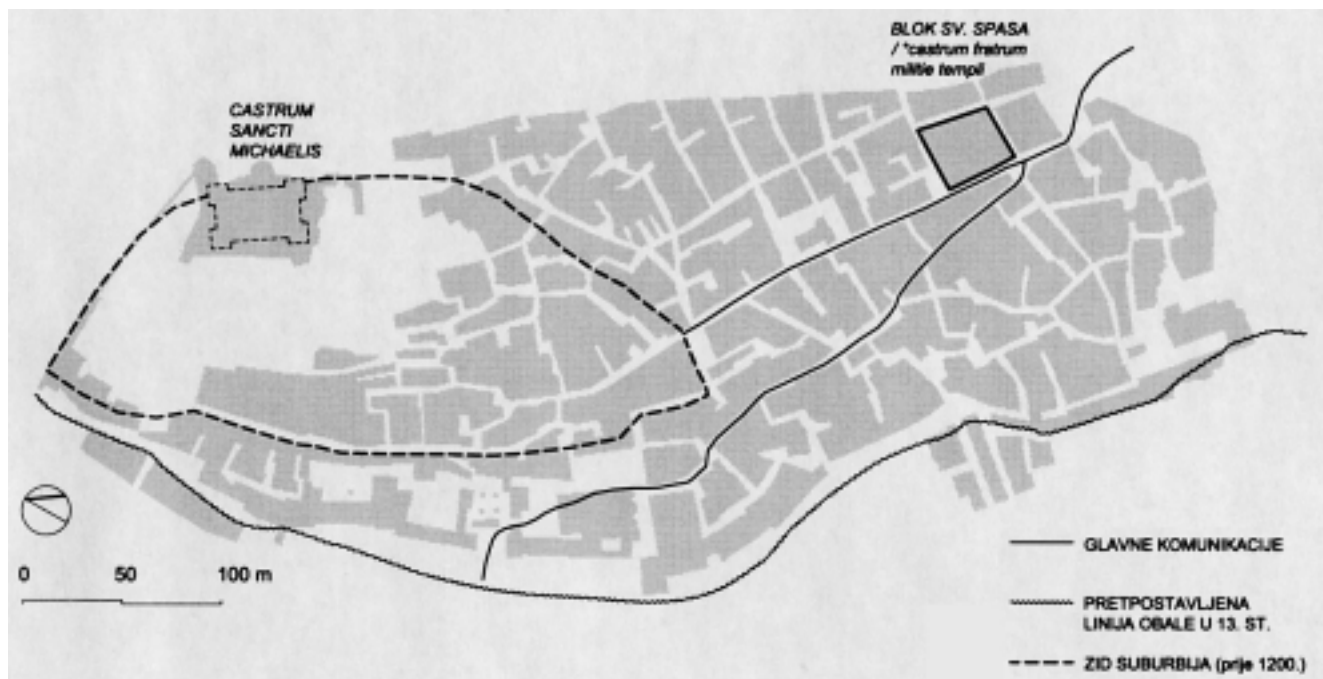 BLOK SV. SPASA
/ *castrum fratrum
militie templi
CASTRUM
SANCTI
MICHAELIS
0 50 100 m
GLAVNE KOMUNIKACIJE
PRETPOSTAVLJENA
LINIJA OBALE U 13. ST.
ZID SUBURBIJA (prije 1200.)